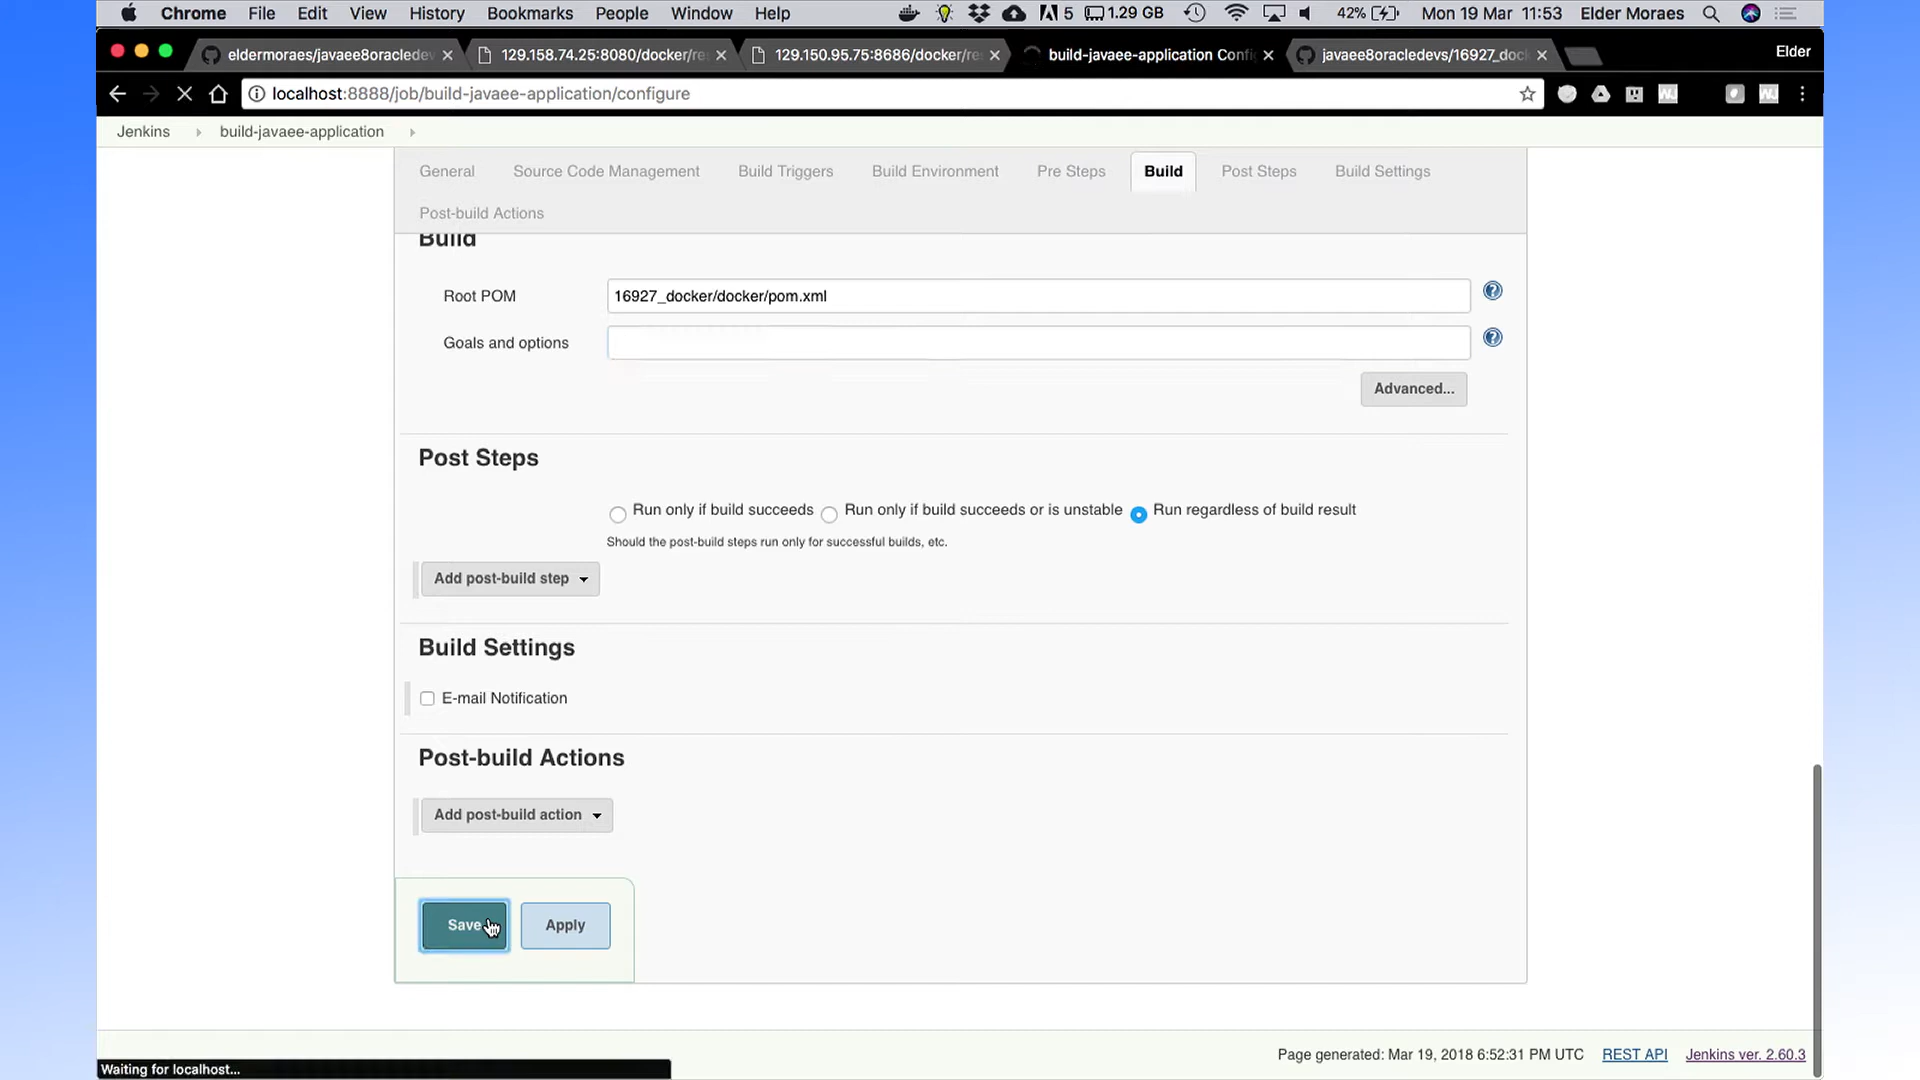 Chrome File Edit View History Bookmarks People Window Help 5 1.29 GB 42% Mon 19 Mar 11:53 Elder Moraes
eldermoraes/javaee8oraclede 129.158.74.25:8080/docker/re 129.150.95.75:8686/docker/re build-javaee-application Confi javaee8oracledevs/16927_dock Elder
localhost:8888/job/build-javaee-application/configure
Jenkins build-javaee-application
General Source Code Management Build Triggers Build Environment Pre Steps Build Post Steps Build Settings
Post-build Actions
Build
Root POM 16927_docker/docker/pom.xml
Goals and options
Advanced...
Post Steps
Run only if build succeeds Run only if build succeeds or is unstable Run regardless of build result
Should the post-build steps run only for successful builds, etc.
Add post-build step
Build Settings
E-mail Notification
Post-build Actions
Add post-build action
Save Apply
Page generated: Mar 19, 2018 6:52:31 PM UTC REST API Jenkins ver. 2.60.3
Waiting for localhost...